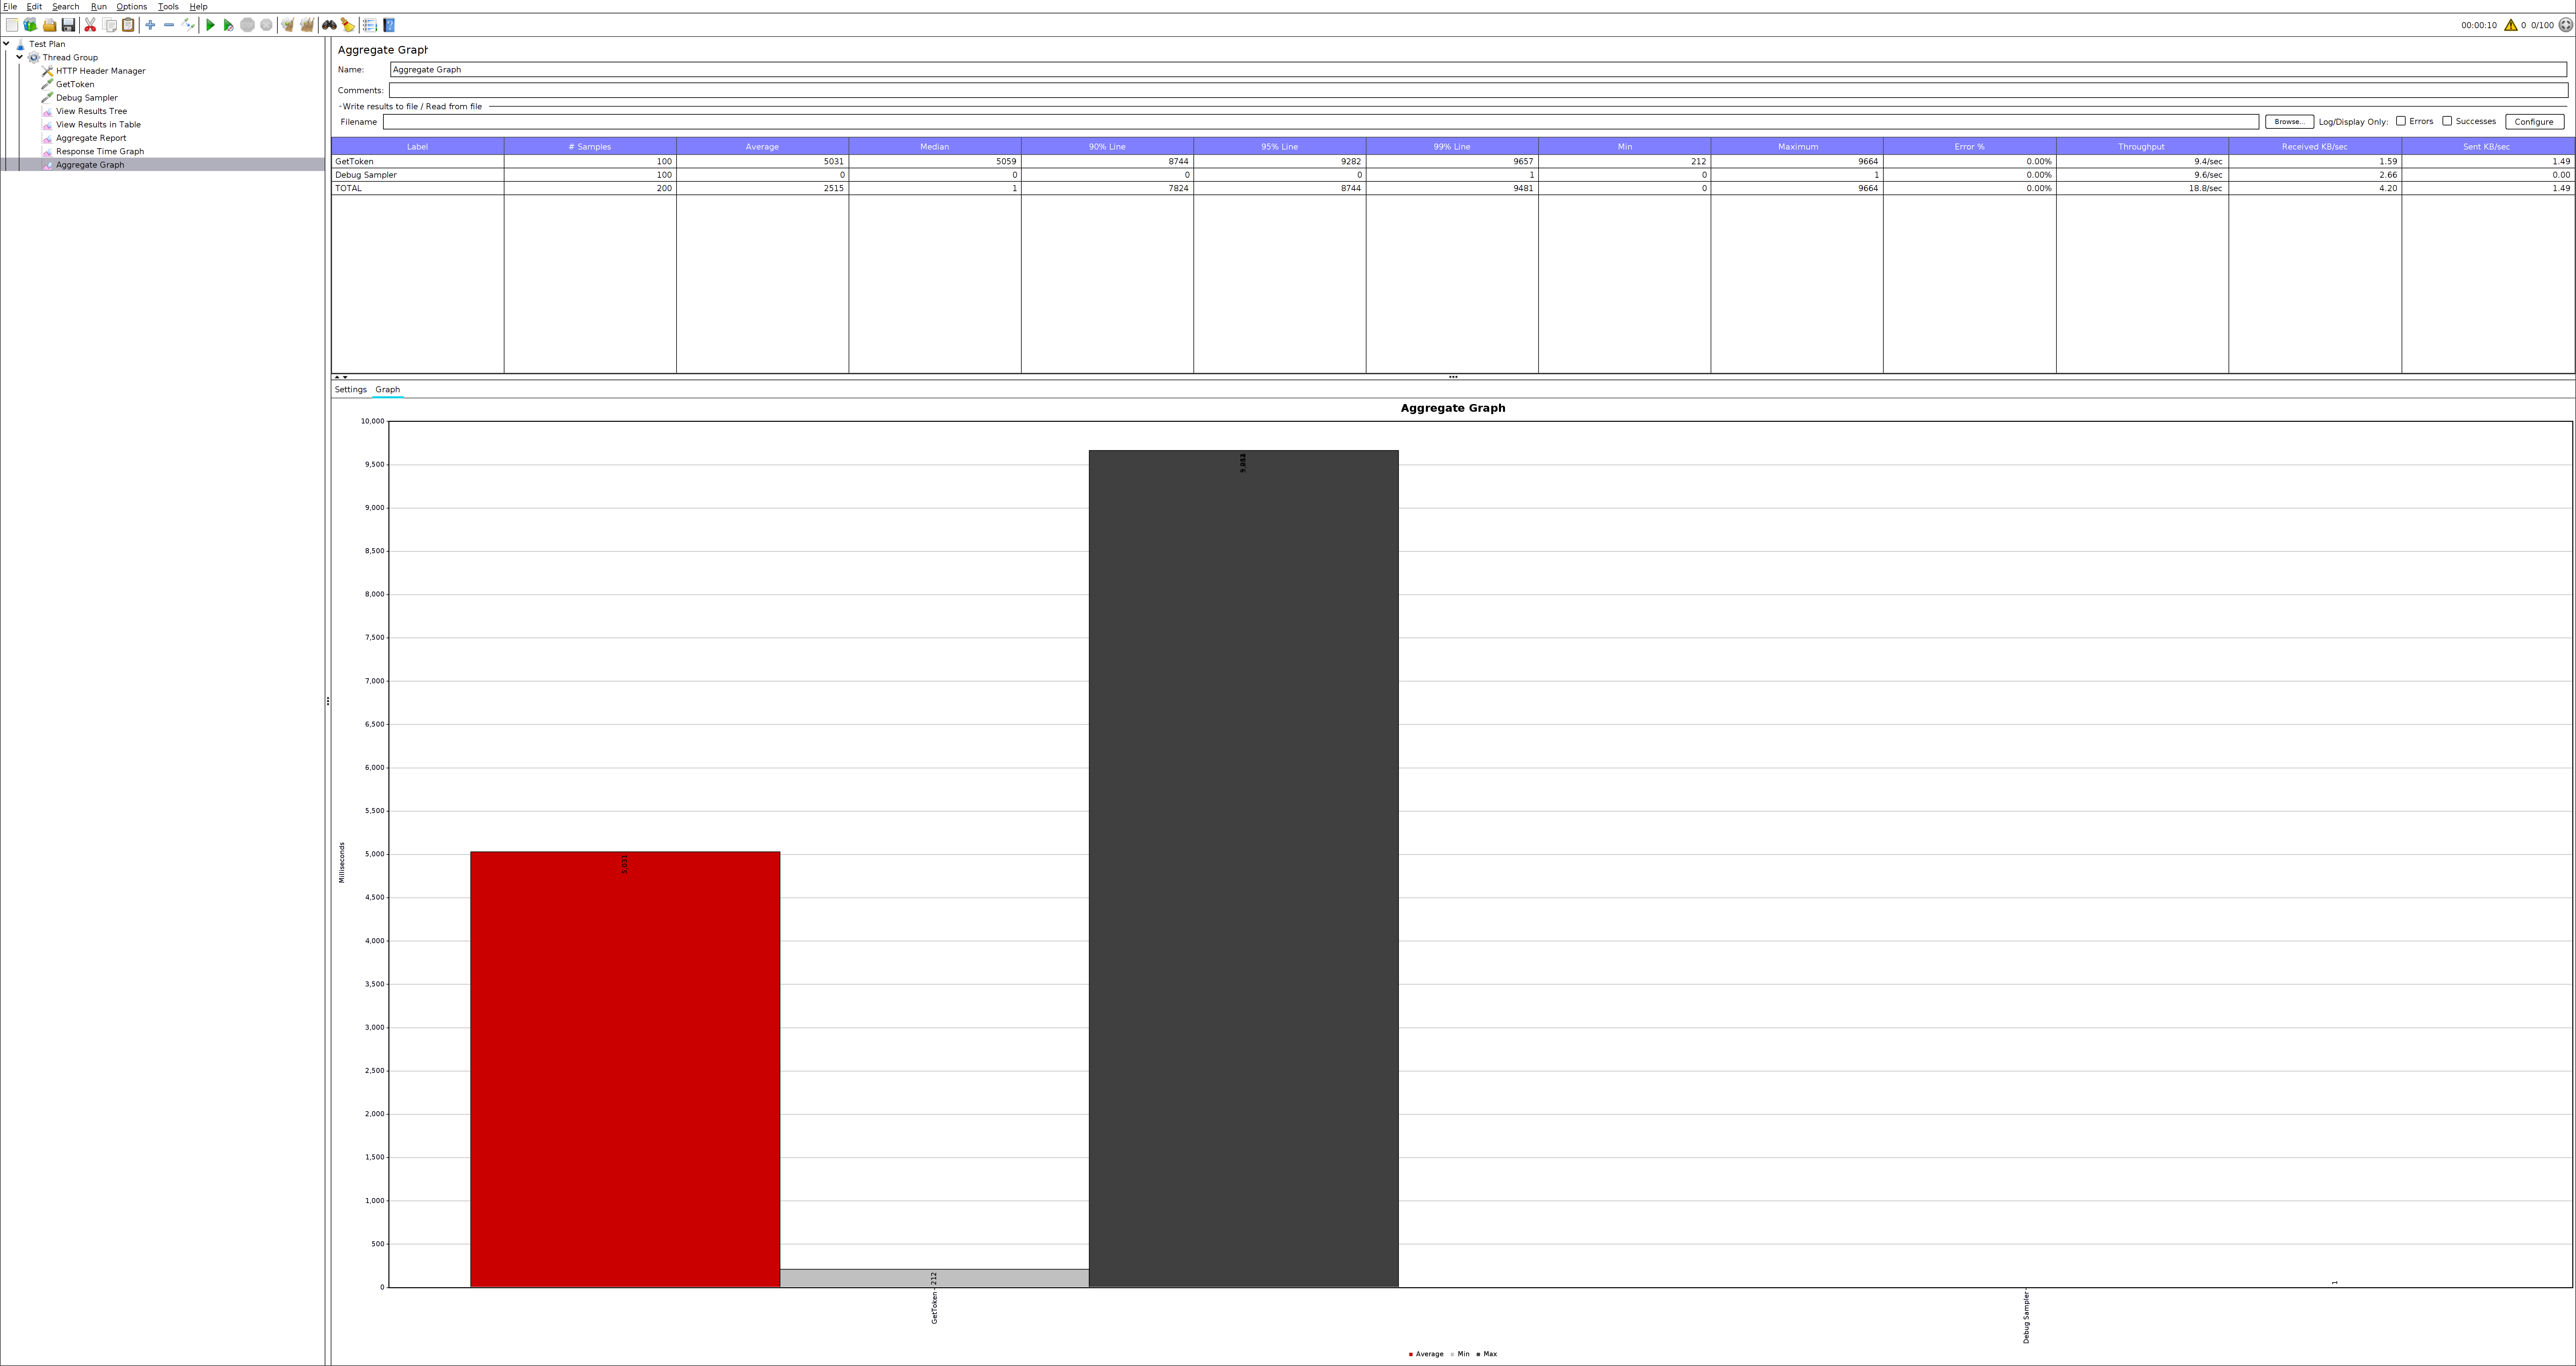 File Edit Search Run Options Tools Help
00:00:10 0 0/100
Test Plan
Thread Group
HTTP Header Manager
GetToken
Debug Sampler
View Results Tree
View Results in Table
Aggregate Report
Response Time Graph
Aggregate Graph
Aggregate Graph
Name: Aggregate Graph
Comments:
Write results to file / Read from file
Filename Browse... Log/Display Only: Errors Successes Configure
Label # Samples Average Median 90% Line 95% Line 99% Line Min Maximum Error % Throughput Received KB/sec Sent KB/sec
GetToken 100 5031 5059 8744 9282 9657 212 9664 0.00% 9.4/sec 1.59 1.49
Debug Sampler 100 0 0 0 0 1 0 1 0.00% 9.6/sec 2.66 0.00
TOTAL 200 2515 1 7824 8744 9481 0 9664 0.00% 18.8/sec 4.20 1.49
Settings Graph
Aggregate Graph
10,000
9,500
9,000
8,500
8,000
7,500
7,000
6,500
6,000
5,500
5,000
4,500
4,000
3,500
3,000
2,500
2,000
1,500
1,000
500
0
Milliseconds
5,031
212
1
GetToken
Debug Sampler
Average Min Max